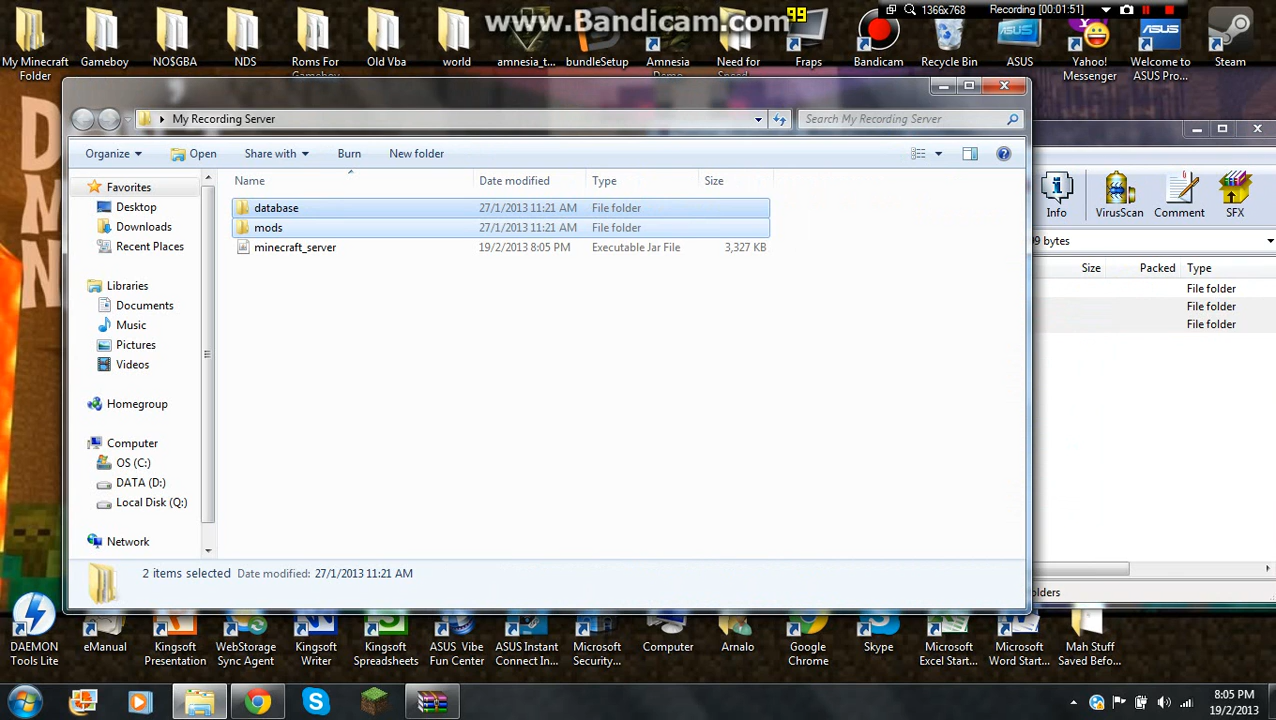 www.Bandicam.com
99
1366x768
Recording [00:01:51]
My Minecraft Folder
Gameboy
NO$GBA
NDS
Roms For
Old Vba
world
amnesia_t...
bundleSetup
Amnesia
Need for
Fraps
Bandicam
Recycle Bin
ASUS
Yahoo! Messenger
Welcome to ASUS Pro...
Steam
My Recording Server
Search My Recording Server
Organize
Open
Share with
Burn
New folder
Name
Date modified
Type
Size
Favorites
Desktop
Downloads
Recent Places
Libraries
Documents
Music
Pictures
Videos
Homegroup
Computer
OS (C:)
DATA (D:)
Local Disk (Q:)
Network
database 27/1/2013 11:21 AM File folder
mods 27/1/2013 11:21 AM File folder
minecraft_server 19/2/2013 8:05 PM Executable Jar File 3,327 KB
2 items selected Date modified: 27/1/2013 11:21 AM
Info
VirusScan
Comment
SFX
bytes
Size
Packed
Type
File folder
File folder
File folder
DAEMON Tools Lite
eManual
Kingsoft Presentation
WebStorage Sync Agent
Kingsoft Writer
Kingsoft Spreadsheets
ASUS Vibe Fun Center
ASUS Instant Connect In...
Microsoft Security...
Computer
Arnalo
Google Chrome
Skype
Microsoft Excel Start...
Microsoft Word Start...
Mah Stuff Saved Befo...
8:05 PM
19/2/2013